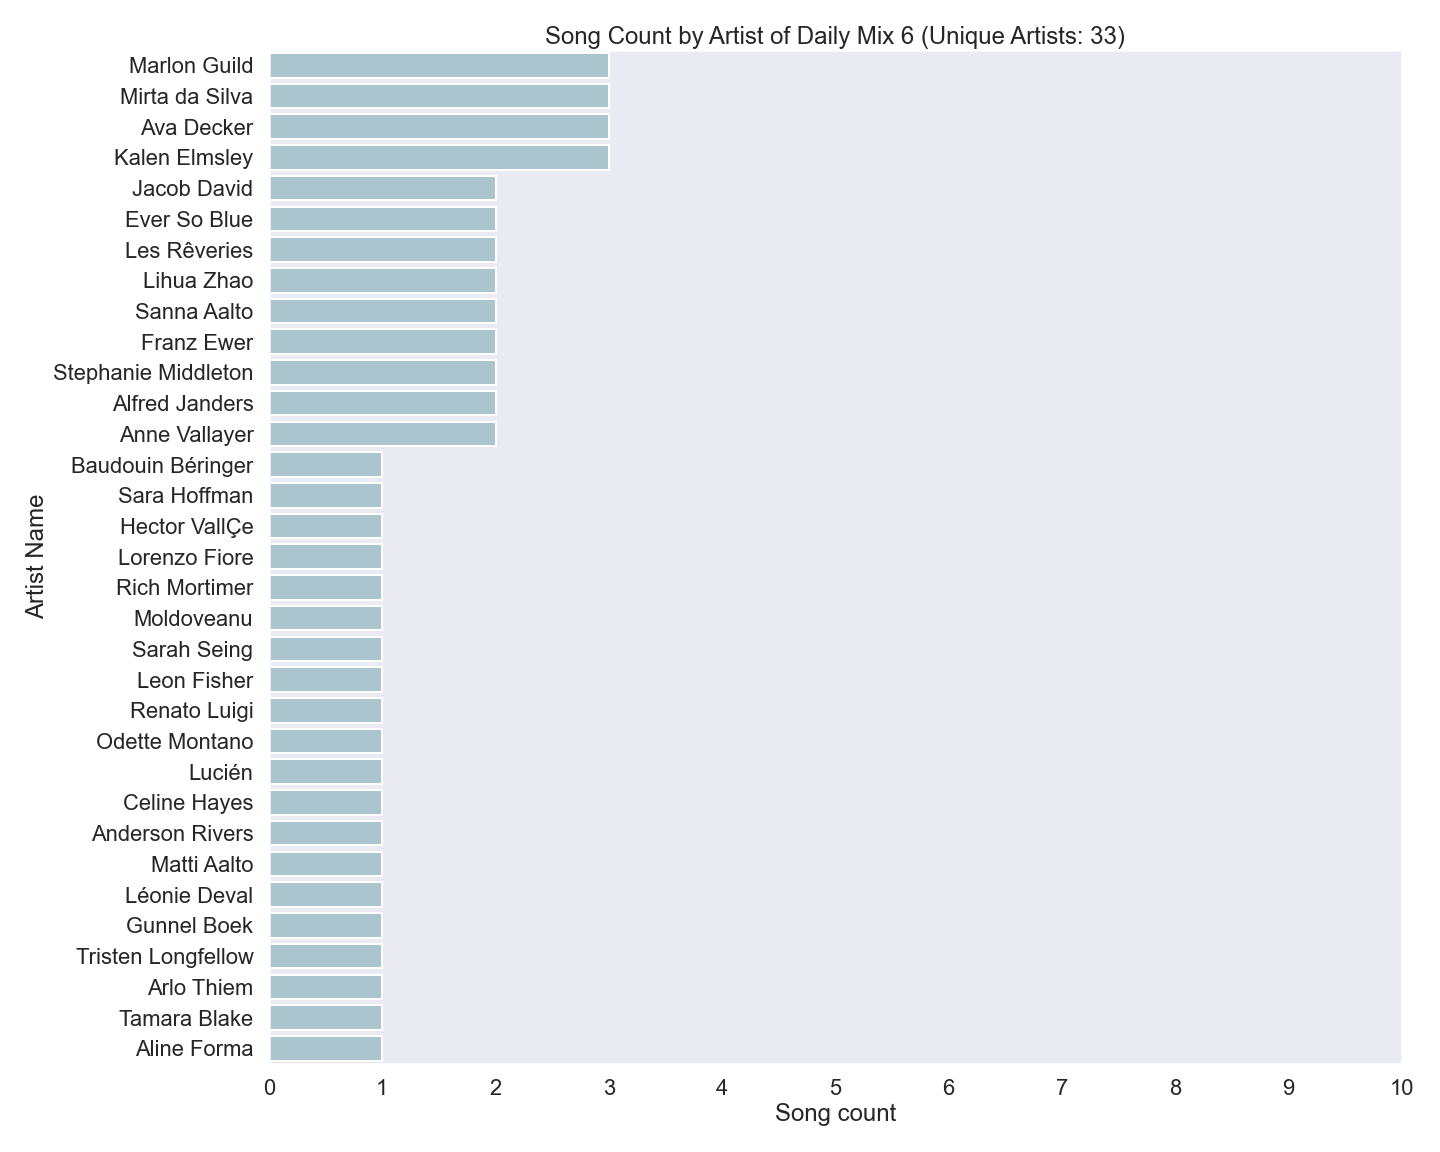 Song Count by Artist of Daily Mix 6 (Unique Artists: 33)
Marlon Guild
Mirta da Silva
Ava Decker
Kalen Elmsley
Jacob David
Ever So Blue
Les Rêveries
Lihua Zhao
Sanna Aalto
Franz Ewer
Stephanie Middleton
Alfred Janders
Anne Vallayer
Baudouin Béringer
Sara Hoffman
Hector VallÇe
Lorenzo Fiore
Rich Mortimer
Moldoveanu
Sarah Seing
Leon Fisher
Renato Luigi
Odette Montano
Lucién
Celine Hayes
Anderson Rivers
Matti Aalto
Léonie Deval
Gunnel Boek
Tristen Longfellow
Arlo Thiem
Tamara Blake
Aline Forma
Artist Name
0 1 2 3 4 5 6 7 8 9 10
Song count